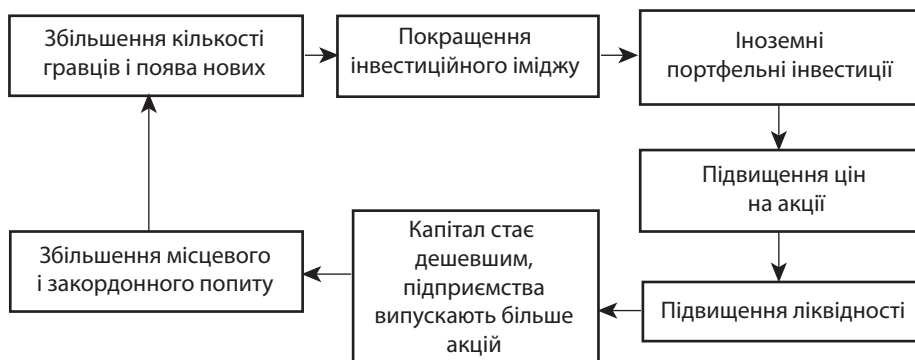 Збільшення кількості
гравців і поява нових
Покращення
інвестиційного іміджу
Іноземні
портфельні інвестиції
Підвищення цін
на акції
Підвищення ліквідності
Капітал стає
дешевшим,
підприємства
випускають більше
акцій
Збільшення місцевого
і закордонного попиту